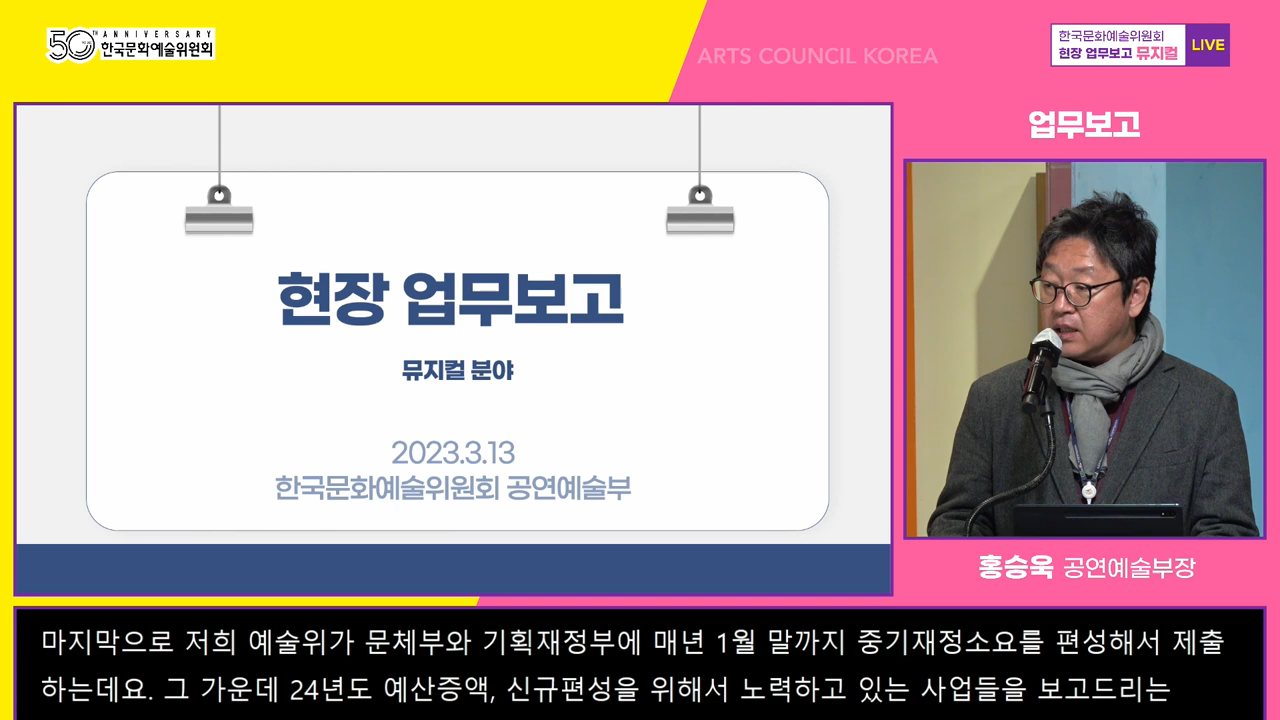 50TH ANNIVERSARY
한국문화예술위원회
ARTS COUNCIL KOREA
한국문화예술위원회
현장 업무보고 뮤지컬
LIVE
업무보고
현장 업무보고
뮤지컬 분야
2023.3.13
한국문화예술위원회 공연예술부
홍승욱 공연예술부장
마지막으로 저희 예술위가 문체부와 기획재정부에 매년 1월 말까지 중기재정소요를 편성해서 제출
하는데요. 그 가운데 24년도 예산증액, 신규편성을 위해서 노력하고 있는 사업들을 보고드리는